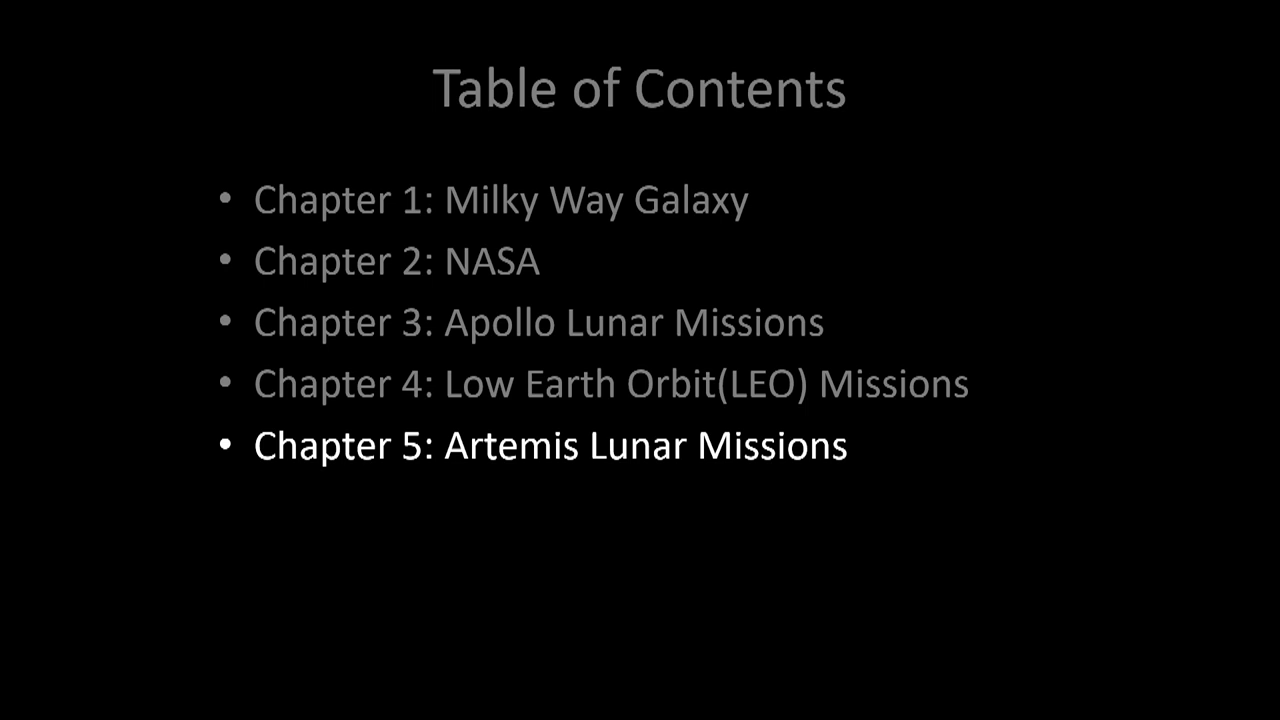 Table of Contents
• Chapter 1: Milky Way Galaxy
• Chapter 2: NASA
• Chapter 3: Apollo Lunar Missions
• Chapter 4: Low Earth Orbit(LEO) Missions
• Chapter 5: Artemis Lunar Missions